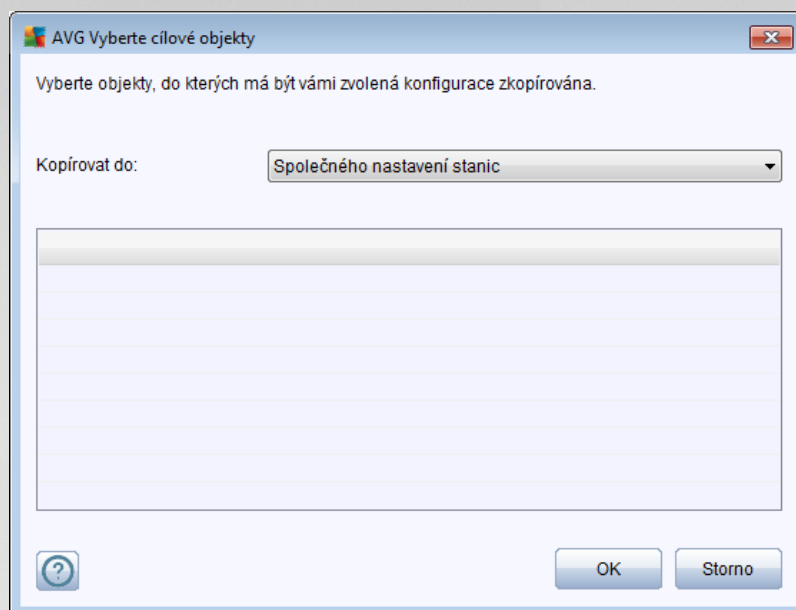 AVG Vyberte cílové objekty
Vyberte objekty, do kterých má být vámi zvolená konfigurace zkopírována.
Kopírovat do:
Společného nastavení stanic
?
OK
Storno